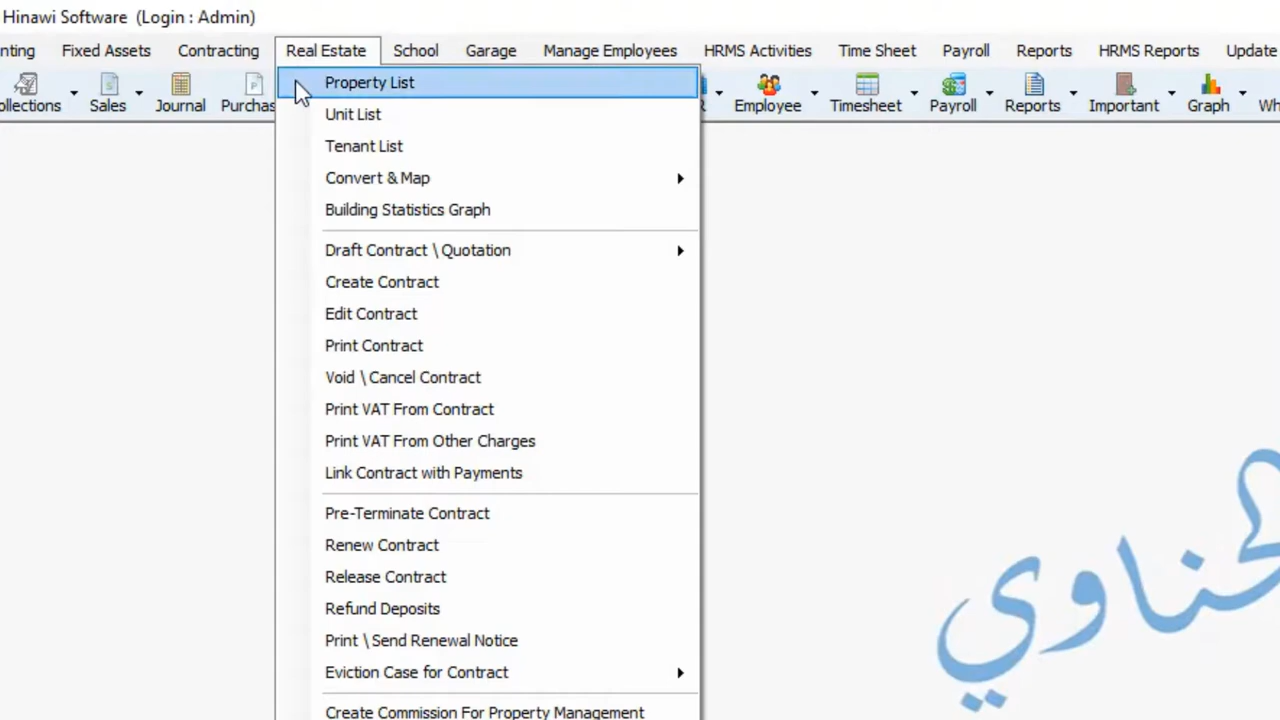 Hinawi Software (Login : Admin)
nting Fixed Assets Contracting Real Estate School Garage Manage Employees HRMS Activities Time Sheet Payroll Reports HRMS Reports Update
ollections Sales Journal Purchas R Employee Timesheet Payroll Reports Important Graph Wh
Property List
Unit List
Tenant List
Convert & Map
Building Statistics Graph
Draft Contract \ Quotation
Create Contract
Edit Contract
Print Contract
Void \ Cancel Contract
Print VAT From Contract
Print VAT From Other Charges
Link Contract with Payments
Pre-Terminate Contract
Renew Contract
Release Contract
Refund Deposits
Print \ Send Renewal Notice
Eviction Case for Contract
Create Commission For Property Management
الحناوي